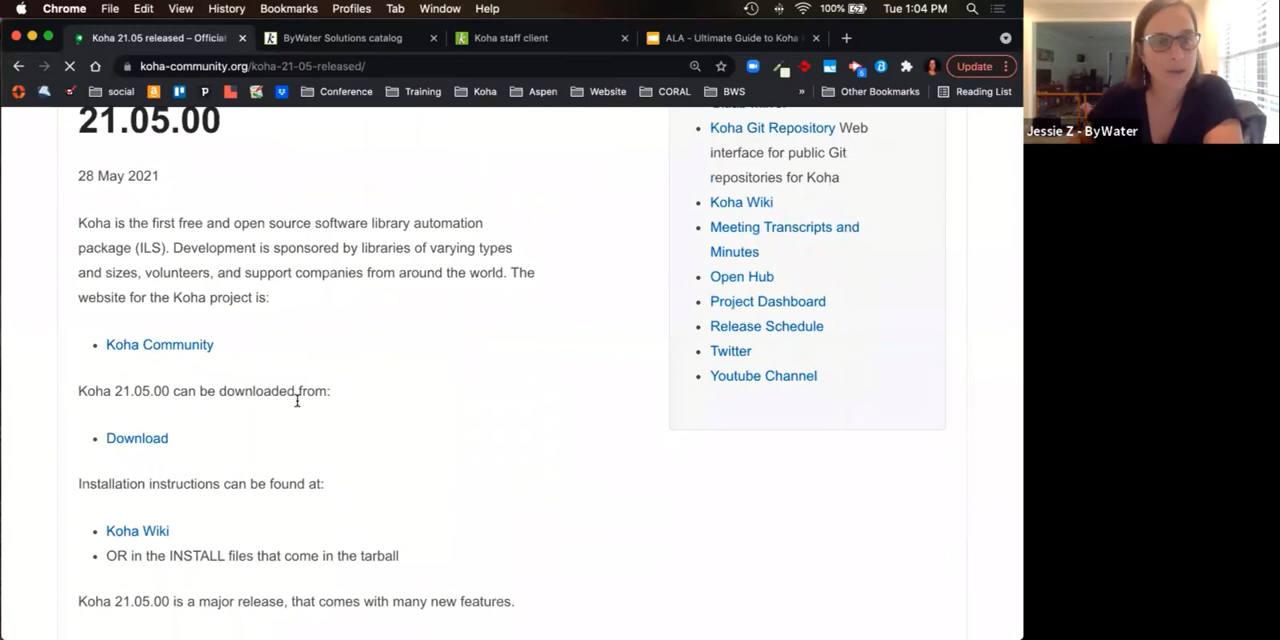 Chrome File Edit View History Bookmarks Profiles Tab Window Help 100% Tue 1:04 PM
Koha 21.05 released – Official ByWater Solutions catalog Koha staff client ALA - Ultimate Guide to Koha
koha-community.org/koha-21-05-released/ Update
social Conference Training Koha Aspen Website CORAL BWS » Other Bookmarks Reading List
21.05.00
28 May 2021
Koha is the first free and open source software library automation
package (ILS). Development is sponsored by libraries of varying types
and sizes, volunteers, and support companies from around the world. The
website for the Koha project is:
Koha Community
Koha 21.05.00 can be downloaded from:
Download
Installation instructions can be found at:
Koha Wiki
OR in the INSTALL files that come in the tarball
Koha 21.05.00 is a major release, that comes with many new features.
Koha Git Repository Web
interface for public Git
repositories for Koha
Koha Wiki
Meeting Transcripts and
Minutes
Open Hub
Project Dashboard
Release Schedule
Twitter
Youtube Channel
Jessie Z - ByWater